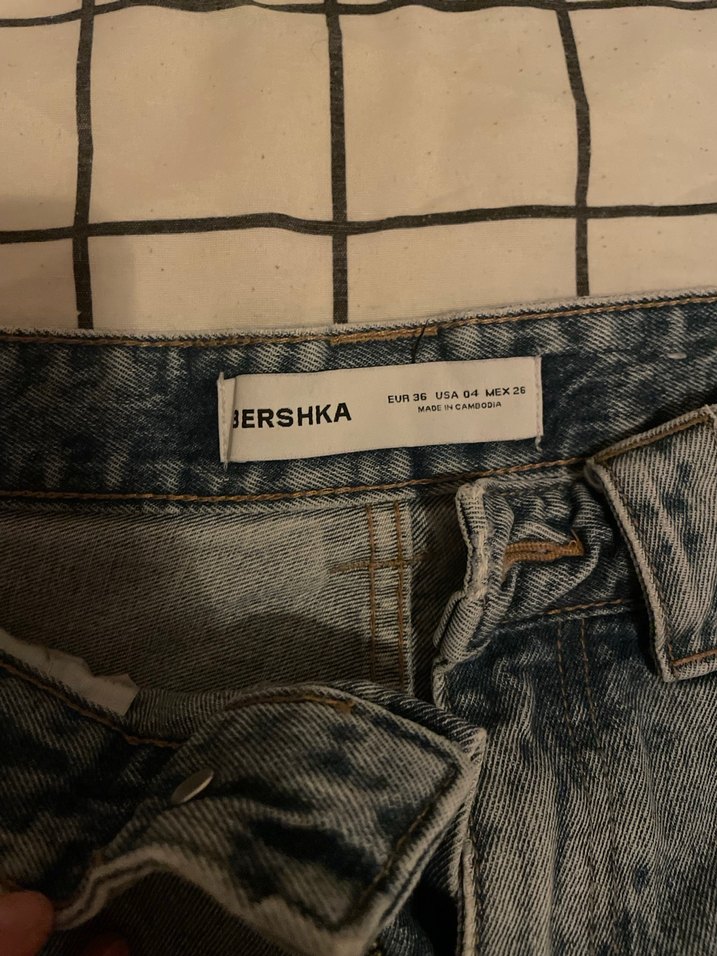 BERSHKA
EUR 36 USA 04 MEX 26
MADE IN CAMBODIA